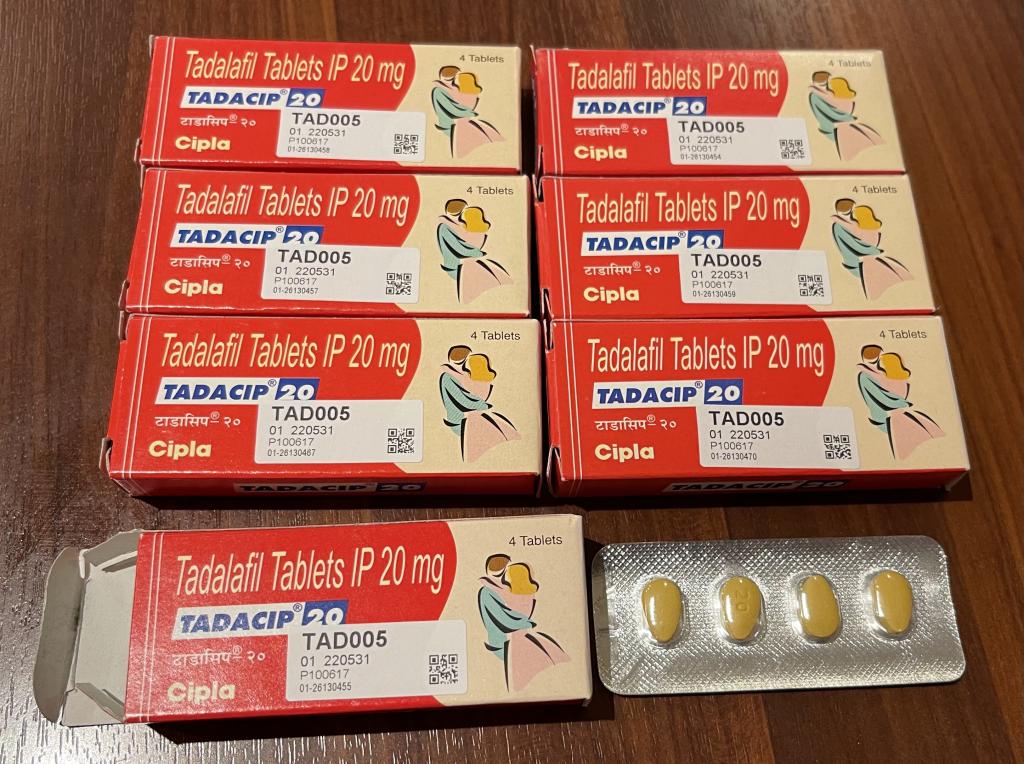 Tadalafil Tablets IP 20 mg
4 Tablets
TADACIP® 20
टाडासिप® २०
Cipla
TAD005
01 220531
P100617
01-26130458
Tadalafil Tablets IP 20 mg
4 Tablets
TADACIP® 20
टाडासिप® २०
Cipla
TAD005
01 220531
P100617
01-26130454
Tadalafil Tablets IP 20 mg
4 Tablets
TADACIP® 20
टाडासिप® २०
Cipla
TAD005
01 220531
P100617
01-26130457
Tadalafil Tablets IP 20 mg
4 Tablets
TADACIP® 20
टाडासिप® २०
Cipla
TAD005
01 220531
P100617
01-26130459
Tadalafil Tablets IP 20 mg
4 Tablets
TADACIP® 20
टाडासिप® २०
Cipla
TAD005
01 220531
P100617
01-26130467
TADACIP 20
Tadalafil Tablets IP 20 mg
4 Tablets
TADACIP® 20
टाडासिप® २०
Cipla
TAD005
01 220531
P100617
01-26130470
TADACIP 20
Tadalafil Tablets IP 20 mg
4 Tablets
TADACIP® 20
टाडासिप® २०
Cipla
TAD005
01 220531
P100617
01-26130455
20